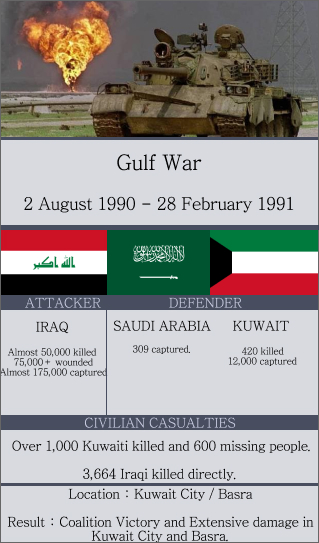 Gulf War
2 August 1990 - 28 February 1991
الله اكبر
ATTACKER DEFENDER
IRAQ SAUDI ARABIA KUWAIT
Almost 50,000 killed
75,000+ wounded
Almost 175,000 captured
309 captured.
420 killed
12,000 captured
CIVILIAN CASUALTIES
Over 1,000 Kuwaiti killed and 600 missing people.
3,664 Iraqi killed directly.
Location : Kuwait City / Basra
Result : Coalition Victory and Extensive damage in
Kuwait City and Basra.